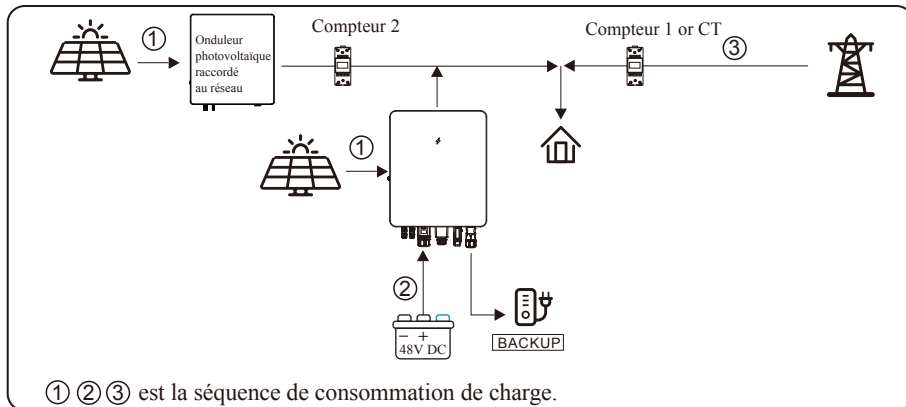 Compteur 2
Compteur 1 or CT
①
Onduleur
photovoltaïque
raccordé
au réseau
③
①
②
− +
48V DC
BACKUP
① ② ③ est la séquence de consommation de charge.